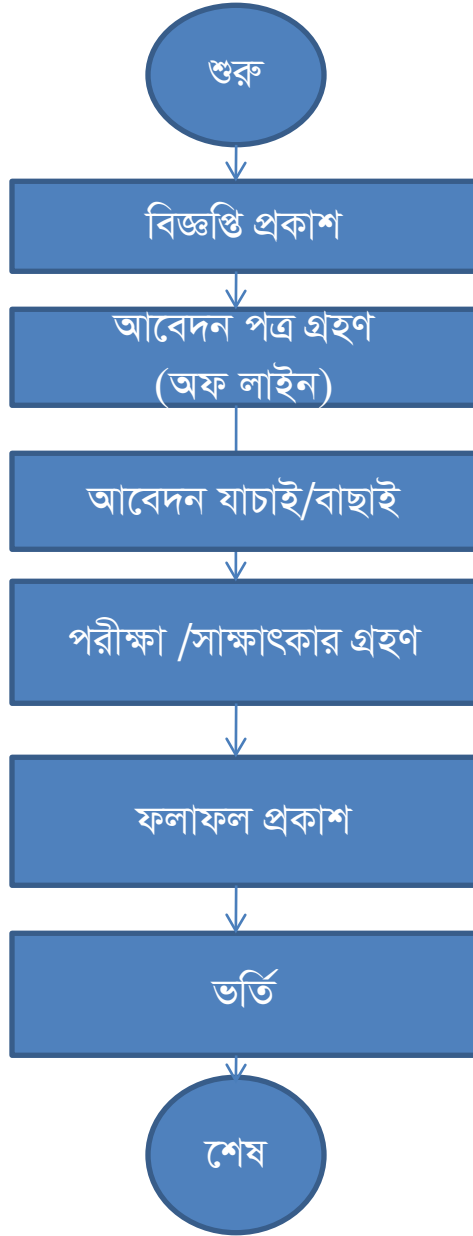 শুরু
বিজ্ঞপ্তি প্রকাশ
আবেদন পত্র গ্রহণ
(অফ লাইন)
আবেদন যাচাই/বাছাই
পরীক্ষা /সাক্ষাৎকার গ্রহণ
ফলাফল প্রকাশ
ভর্তি
শেষ